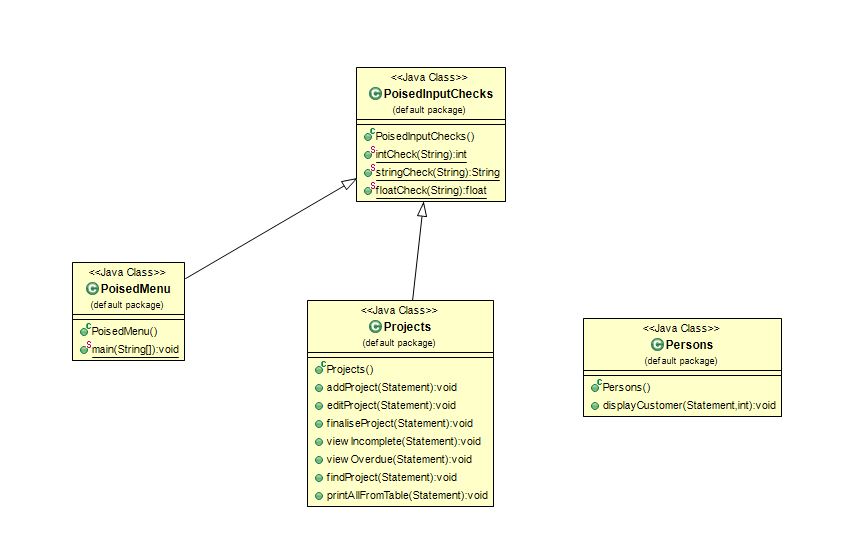 <<Java Class>>
PoisedInputChecks
(default package)
PoisedInputChecks()
intCheck(String):int
stringCheck(String):String
floatCheck(String):float
<<Java Class>>
PoisedMenu
(default package)
PoisedMenu()
main(String[]):void
<<Java Class>>
Projects
(default package)
Projects()
addProject(Statement):void
editProject(Statement):void
finaliseProject(Statement):void
view Incomplete(Statement):void
view Overdue(Statement):void
findProject(Statement):void
printAllFromTable(Statement):void
<<Java Class>>
Persons
(default package)
Persons()
displayCustomer(Statement,int):void